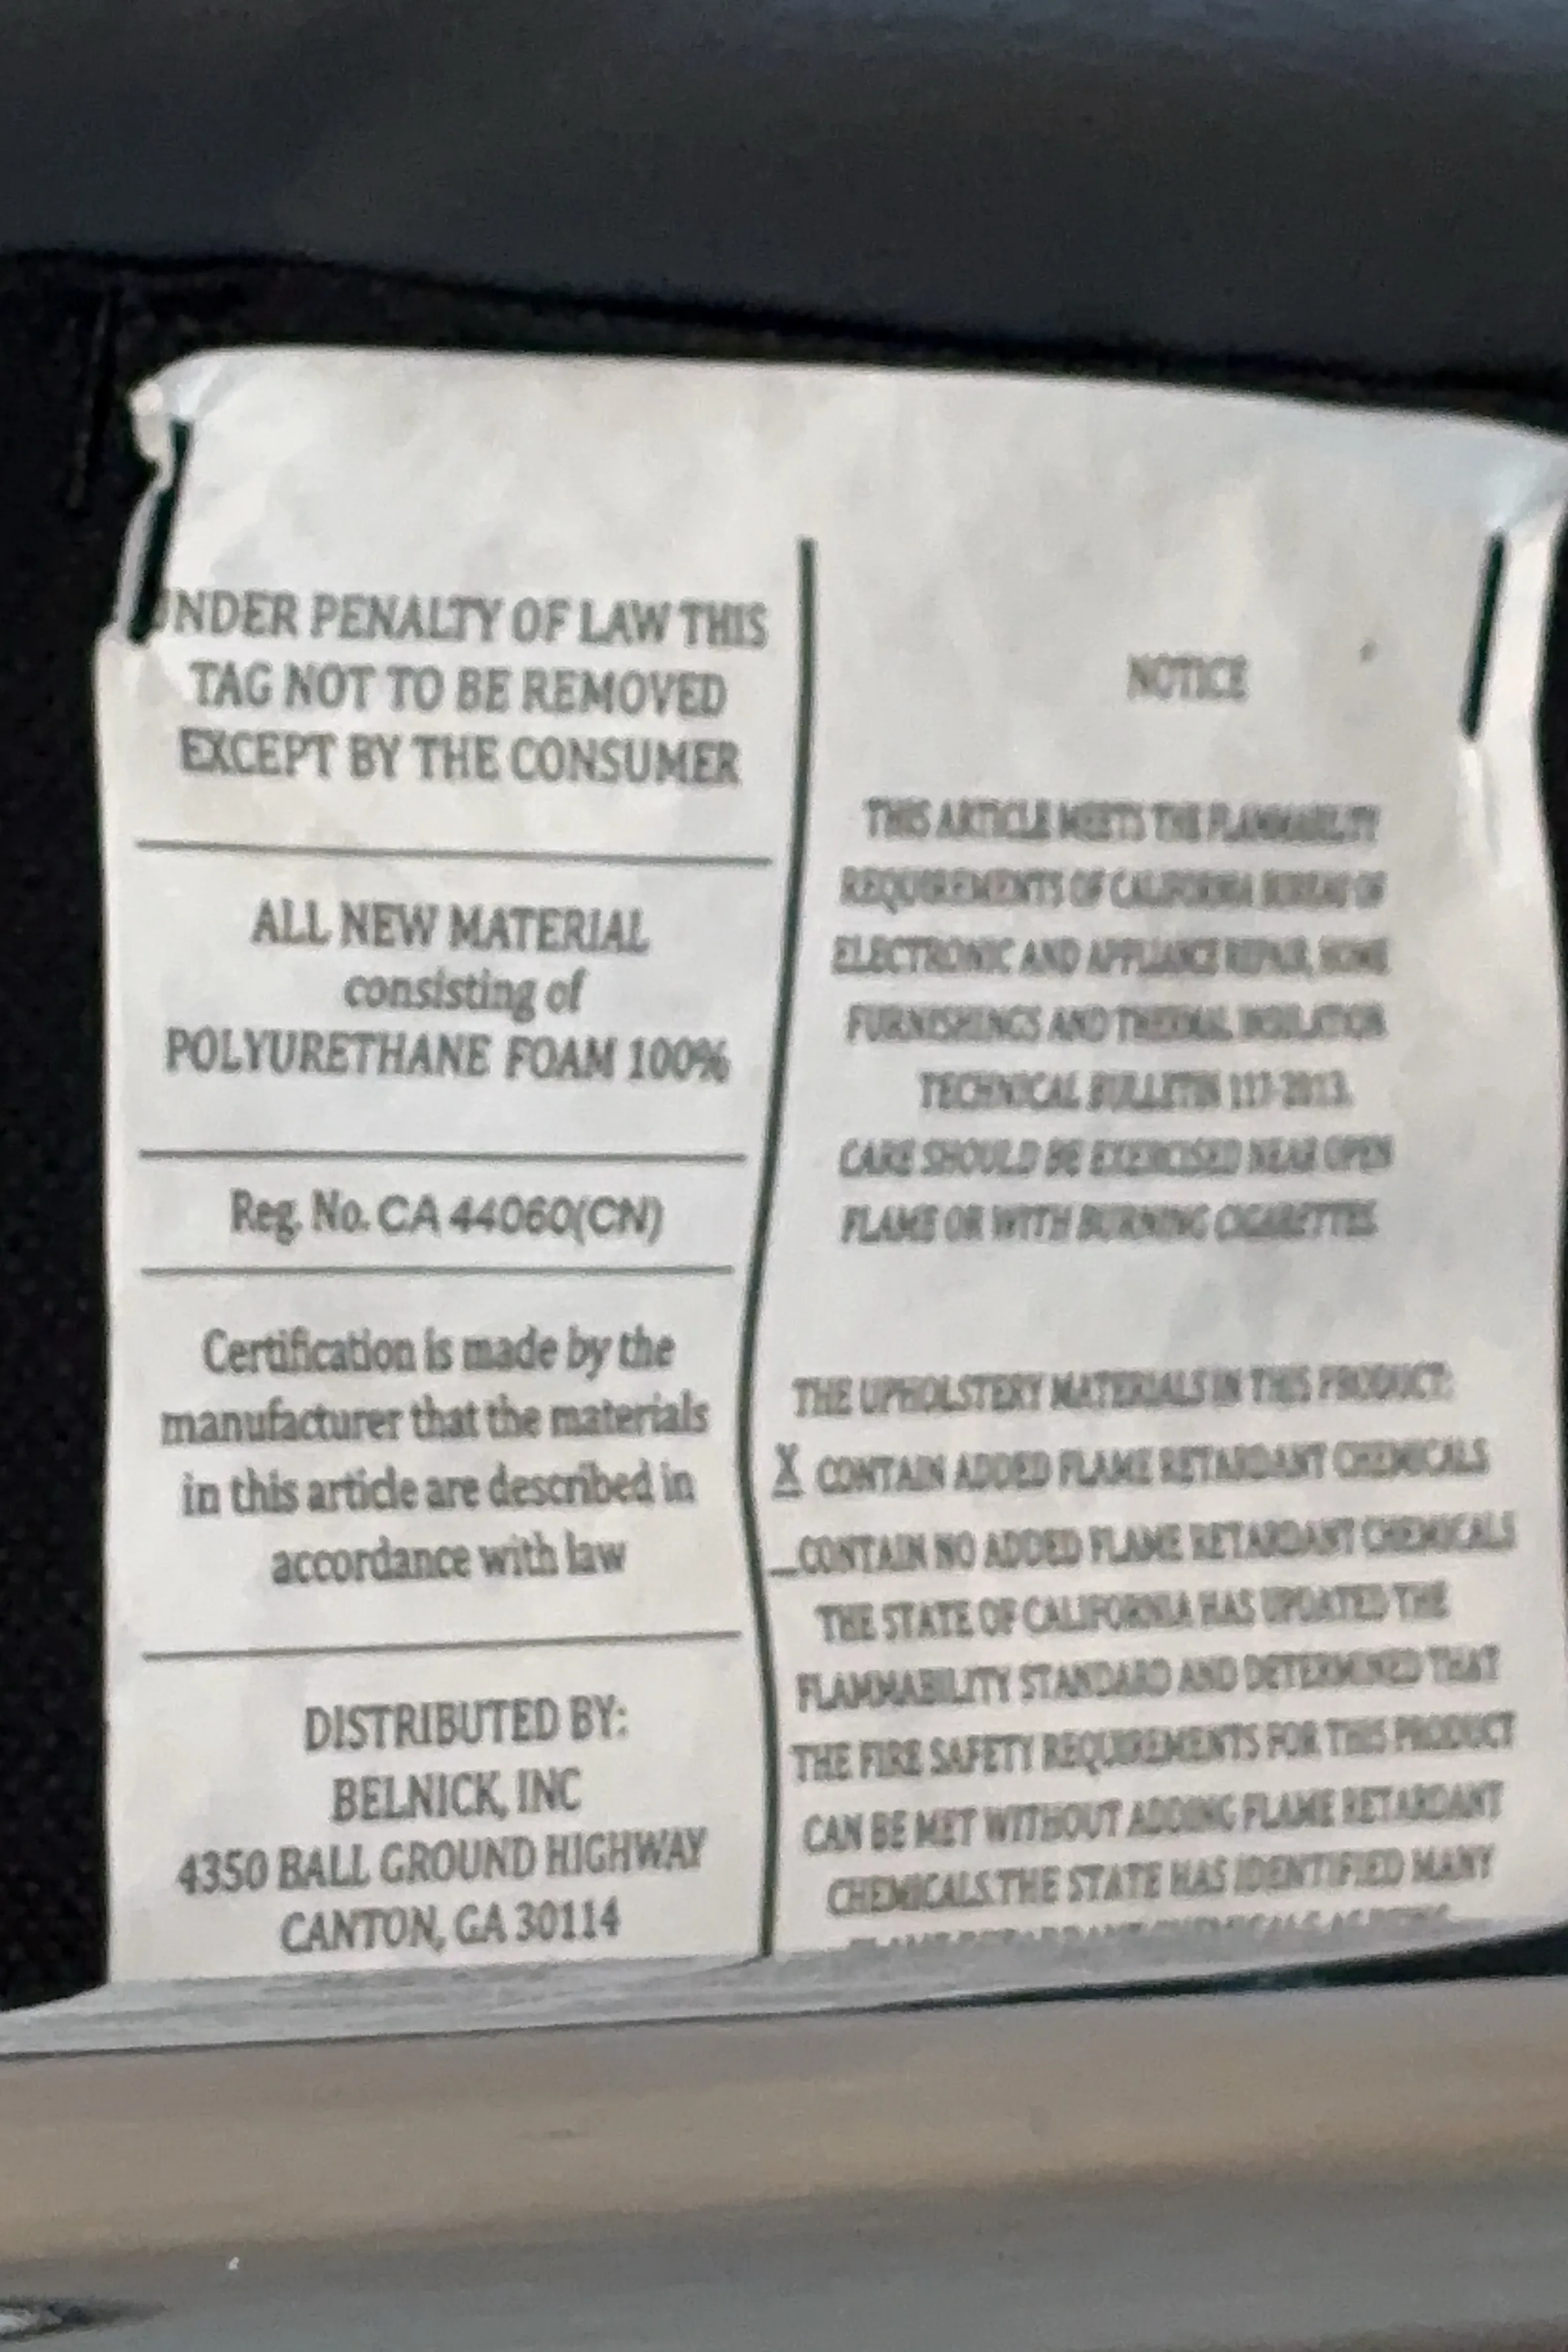 UNDER PENALTY OF LAW THIS
TAG NOT TO BE REMOVED
EXCEPT BY THE CONSUMER
ALL NEW MATERIAL
consisting of
POLYURETHANE FOAM 100%
Reg. No. CA 44060(CN)
Certification is made by the
manufacturer that the materials
in this article are described in
accordance with law
DISTRIBUTED BY:
BELNICK, INC
4350 BALL GROUND HIGHWAY
CANTON, GA 30114
NOTICE
THIS ARTICLE MEETS THE FLAMMABILITY
REQUIREMENTS OF CALIFORNIA BUREAU OF
ELECTRONIC AND APPLIANCE REPAIR, HOME
FURNISHINGS AND THERMAL INSULATION
TECHNICAL BULLETIN 117-2013.
CARE SHOULD BE EXERCISED NEAR OPEN
FLAME OR WITH BURNING CIGARETTES.
THE UPHOLSTERY MATERIALS IN THIS PRODUCT:
X CONTAIN ADDED FLAME RETARDANT CHEMICALS
_CONTAIN NO ADDED FLAME RETARDANT CHEMICALS
THE STATE OF CALIFORNIA HAS UPDATED THE
FLAMMABILITY STANDARD AND DETERMINED THAT
THE FIRE SAFETY REQUIREMENTS FOR THIS PRODUCT
CAN BE MET WITHOUT ADDING FLAME RETARDANT
CHEMICALS.THE STATE HAS IDENTIFIED MANY
FLAME RETARDANT CHEMICALS AS BEING